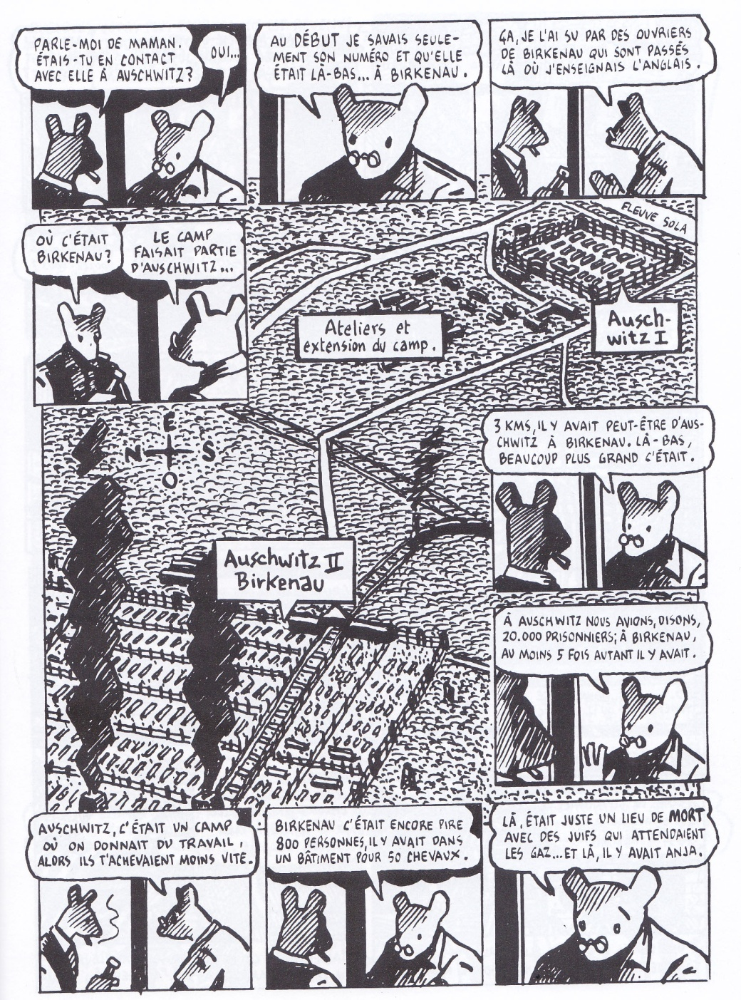 PARLE-MOI DE MAMAN.
ÉTAIS-TU EN CONTACT
AVEC ELLE À AUSCHWITZ?
OUI...
AU DÉBUT JE SAVAIS SEULE-
MENT SON NUMÉRO ET QU'ELLE
ÉTAIT LÀ-BAS... À BIRKENAU.
ÇA, JE L'AI SU PAR DES OUVRIERS
DE BIRKENAU QUI SONT PASSÉS
LÀ OÙ J'ENSEIGNAIS L'ANGLAIS.
OÙ C'ÉTAIT
BIRKENAU?
LE CAMP
FAISAIT PARTIE
D'AUSCHWITZ...
FLEUVE SOLA
Ausch-
witz I
Ateliers et
extension du camp.
E
N S
O
3 KMS, IL Y AVAIT PEUT-ÊTRE D'AUS-
CHWITZ À BIRKENAU. LÀ-BAS,
BEAUCOUP PLUS GRAND C'ÉTAIT.
Auschwitz II
Birkenau
À AUSCHWITZ NOUS AVIONS, DISONS,
20.000 PRISONNIERS; À BIRKENAU,
AU MOINS 5 FOIS AUTANT IL Y AVAIT.
AUSCHWITZ, C'ÉTAIT UN CAMP
OÙ ON DONNAIT DU TRAVAIL,
ALORS ILS T'ACHEVAIENT MOINS VITE.
BIRKENAU C'ÉTAIT ENCORE PIRE
800 PERSONNES, IL Y AVAIT DANS
UN BÂTIMENT POUR 50 CHEVAUX.
LÀ, ÉTAIT JUSTE UN LIEU DE MORT
AVEC DES JUIFS QUI ATTENDAIENT
LES GAZ... ET LÀ, IL Y AVAIT ANJA.